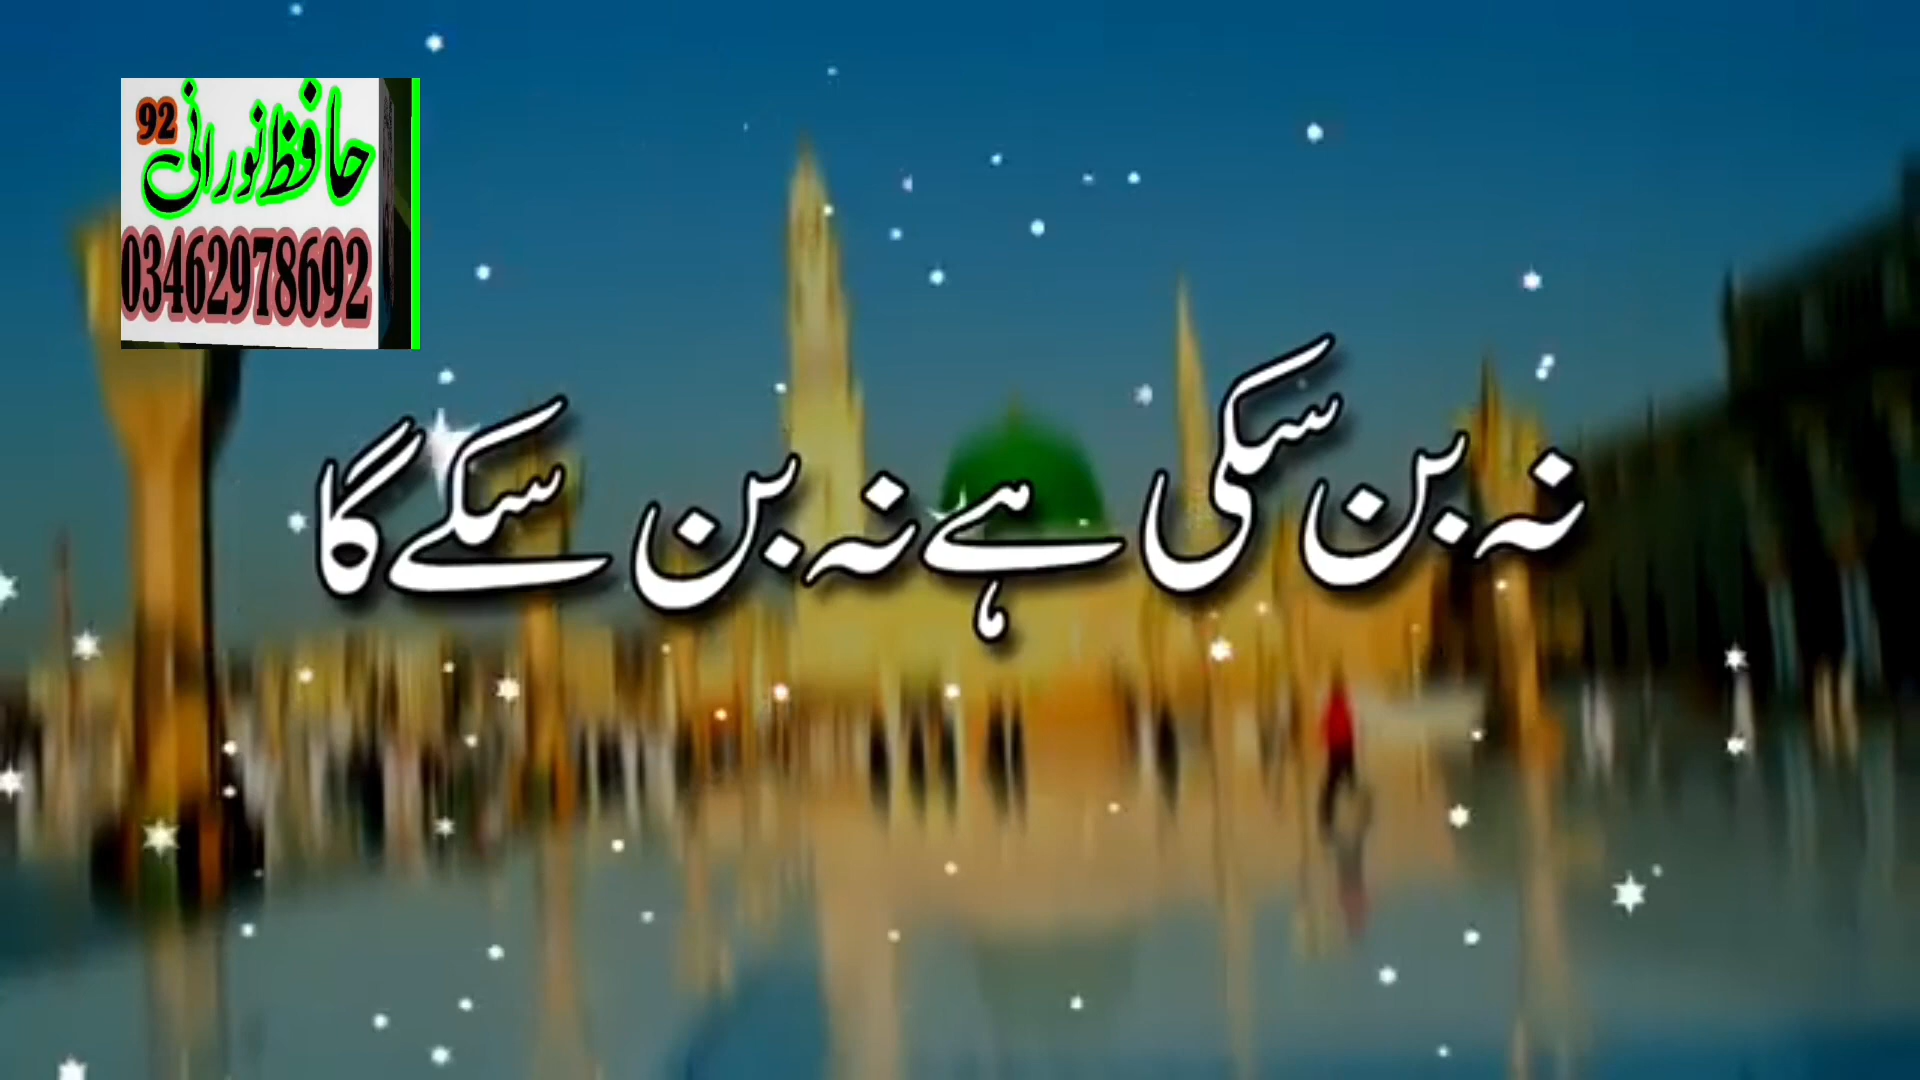 حافظ نورانی 92
03462978692
نہ بن سکی ہے نہ بن سکے گا